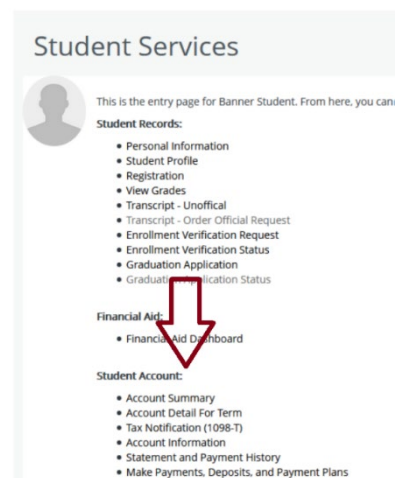 Student Services
This is the entry page for Banner Student. From here, you can
Student Records:
• Personal Information
• Student Profile
• Registration
• View Grades
• Transcript - Unoffical
• Transcript - Order Official Request
• Enrollment Verification Request
• Enrollment Verification Status
• Graduation Application
• Graduation Application Status
Financial Aid:
• Financial Aid Dashboard
Student Account:
• Account Summary
• Account Detail For Term
• Tax Notification (1098-T)
• Account Information
• Statement and Payment History
• Make Payments, Deposits, and Payment Plans